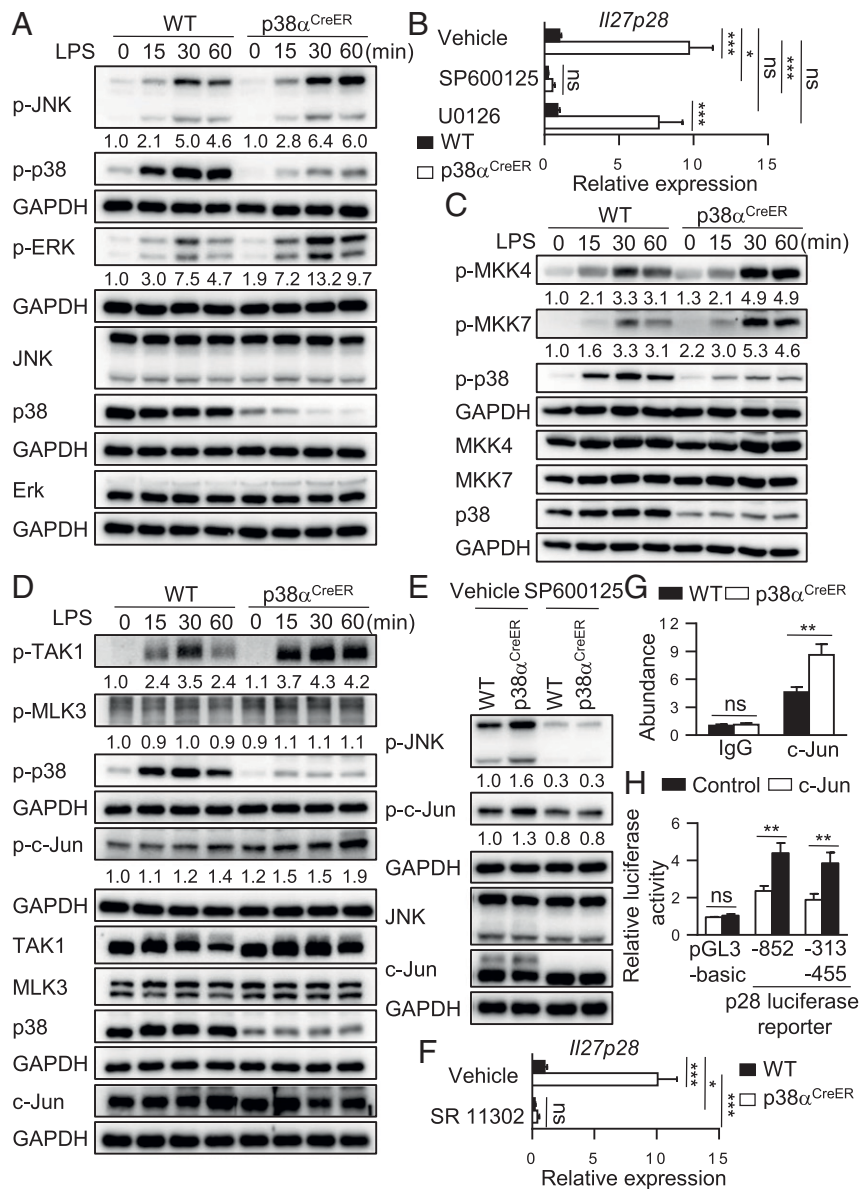 A
WT p38α^CreER
LPS 0 15 30 60 0 15 30 60 (min)
p-JNK
1.0 2.1 5.0 4.6 1.0 2.8 6.4 6.0
p-p38
GAPDH
p-ERK
1.0 3.0 7.5 4.7 1.9 7.2 13.2 9.7
GAPDH
JNK
p38
GAPDH
Erk
GAPDH
B
Il27p28
Vehicle
SP600125
U0126
ns
***
***
*
ns
***
ns
WT
p38α^CreER
0 5 10 15
Relative expression
C
WT p38α^CreER
LPS 0 15 30 60 0 15 30 60 (min)
p-MKK4
1.0 2.1 3.3 3.1 1.3 2.1 4.9 4.9
p-MKK7
1.0 1.6 3.3 3.1 2.2 3.0 5.3 4.6
p-p38
GAPDH
MKK4
MKK7
p38
GAPDH
D
WT p38α^CreER
LPS 0 15 30 60 0 15 30 60 (min)
p-TAK1
1.0 2.4 3.5 2.4 1.1 3.7 4.3 4.2
p-MLK3
1.0 0.9 1.0 0.9 0.9 1.1 1.1 1.1
p-p38
GAPDH
p-c-Jun
1.0 1.1 1.2 1.4 1.2 1.5 1.5 1.9
GAPDH
TAK1
MLK3
p38
GAPDH
c-Jun
GAPDH
E
Vehicle SP600125
WT p38α^CreER WT p38α^CreER
p-JNK
1.0 1.6 0.3 0.3
p-c-Jun
1.0 1.3 0.8 0.8
GAPDH
JNK
c-Jun
GAPDH
G
WT p38α^CreER
Abundance
12
9
6
3
0
ns
**
IgG c-Jun
H
Control c-Jun
Relative luciferase
activity
6
4
2
0
ns
**
**
pGL3 -852 -313
-basic -455
p28 luciferase
reporter
F
Il27p28
Vehicle
SR 11302
ns
***
*
***
WT
p38α^CreER
0 5 10 15
Relative expression